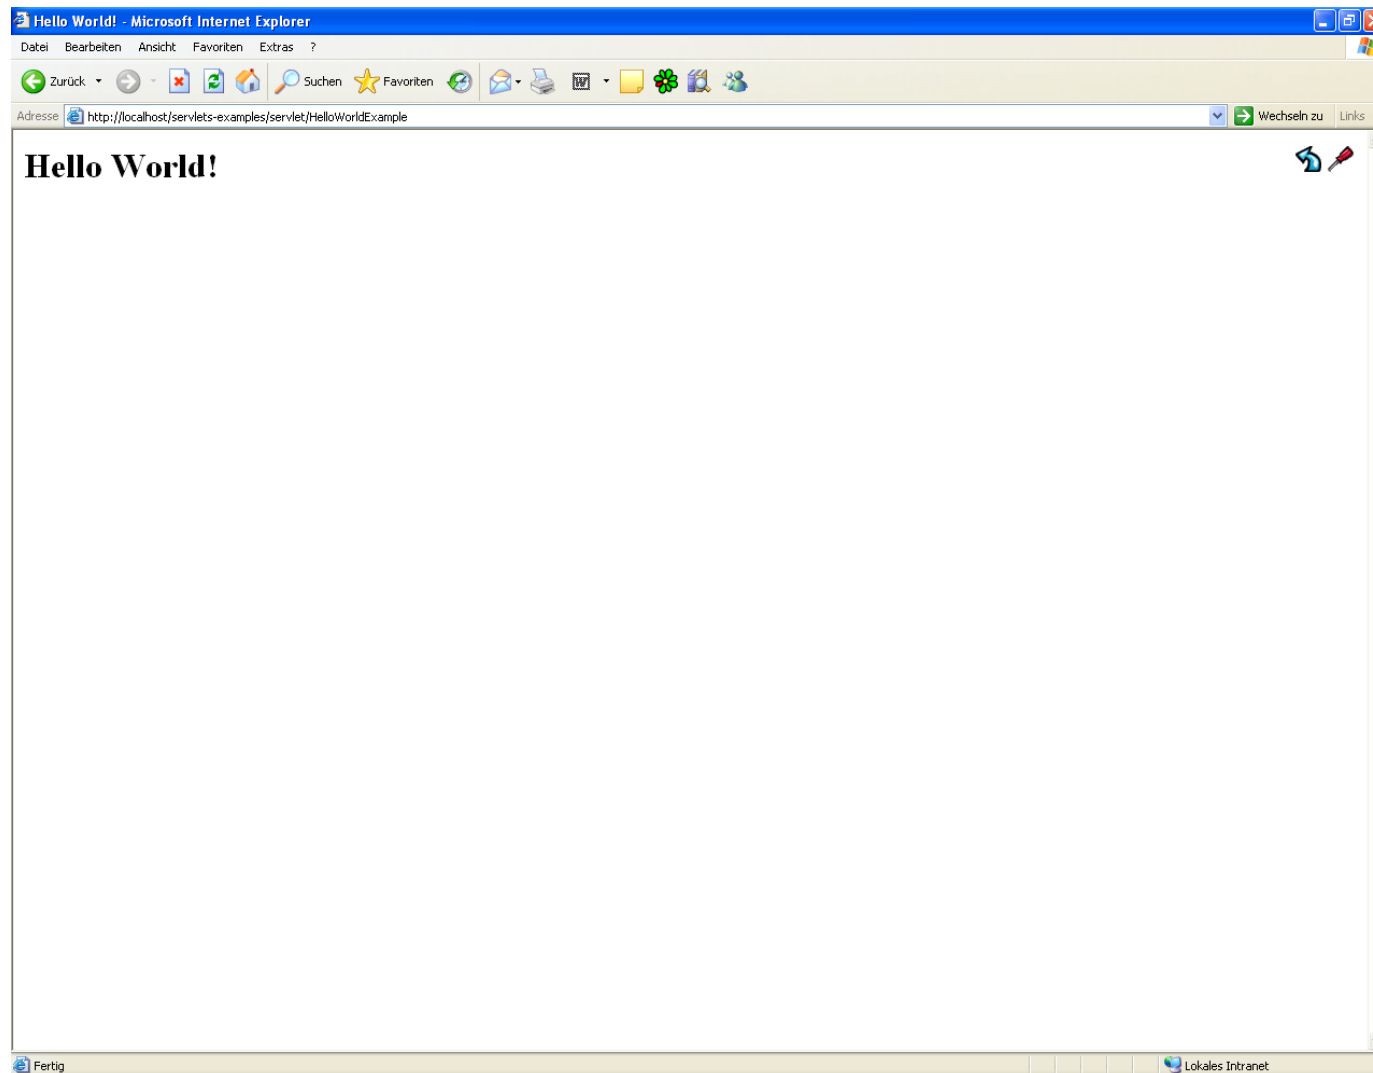 Hello World! - Microsoft Internet Explorer
Datei Bearbeiten Ansicht Favoriten Extras ?
Zurück Suchen Favoriten W
Adresse http://localhost/servlets-examples/servlet/HelloWorldExample Wechseln zu Links
Hello World!
Fertig Lokales Intranet